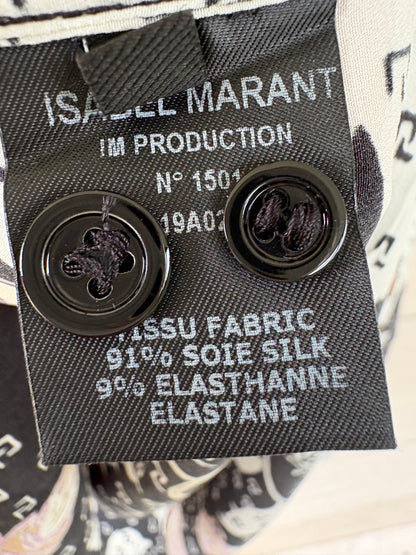 ISABEL MARANT
IM PRODUCTION
N° 1501
19A02
TISSU FABRIC
91% SOIE SILK
9% ELASTHANNE
ELASTANE